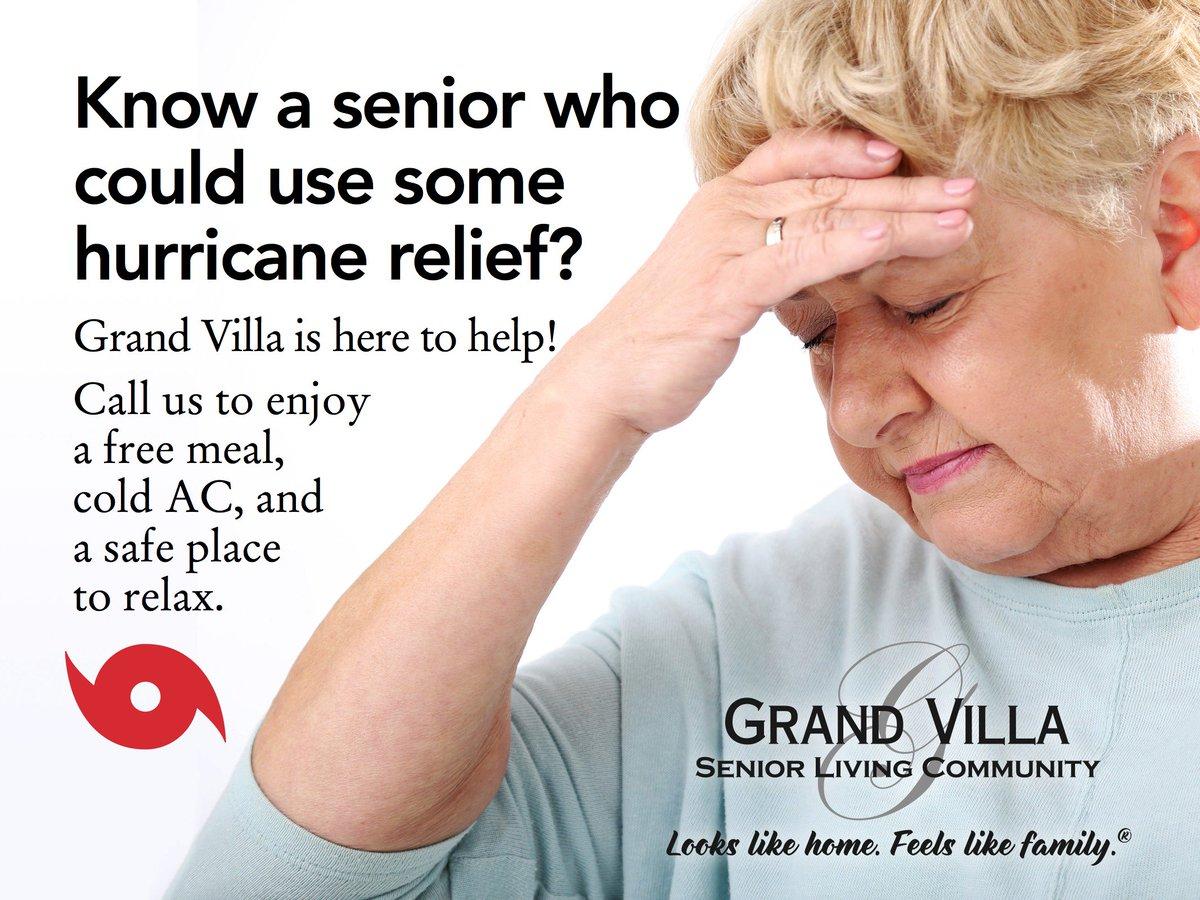 Know a senior who
could use some
hurricane relief?
Grand Villa is here to help!
Call us to enjoy
a free meal,
cold AC, and
a safe place
to relax.
G
GRAND VILLA
SENIOR LIVING COMMUNITY
Looks like home. Feels like family.®